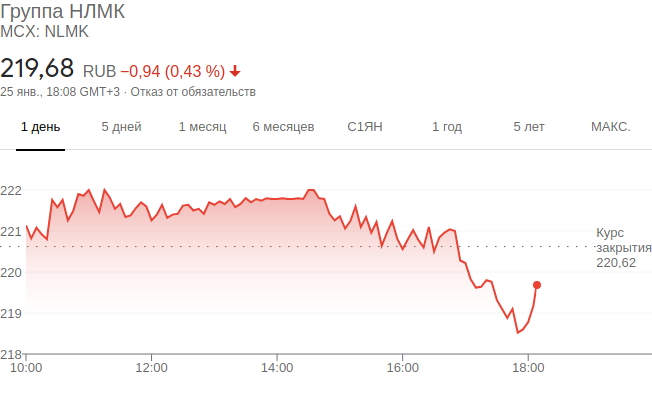 Группа НЛМК
MCX: NLMK
219,68 RUB −0,94 (0,43 %)
25 янв., 18:08 GMT+3 · Отказ от обязательств
1 день 5 дней 1 месяц 6 месяцев С1ЯН 1 год 5 лет МАКС.
222
221
Курс
закрытия
220,62
220
219
218
10:00 12:00 14:00 16:00 18:00